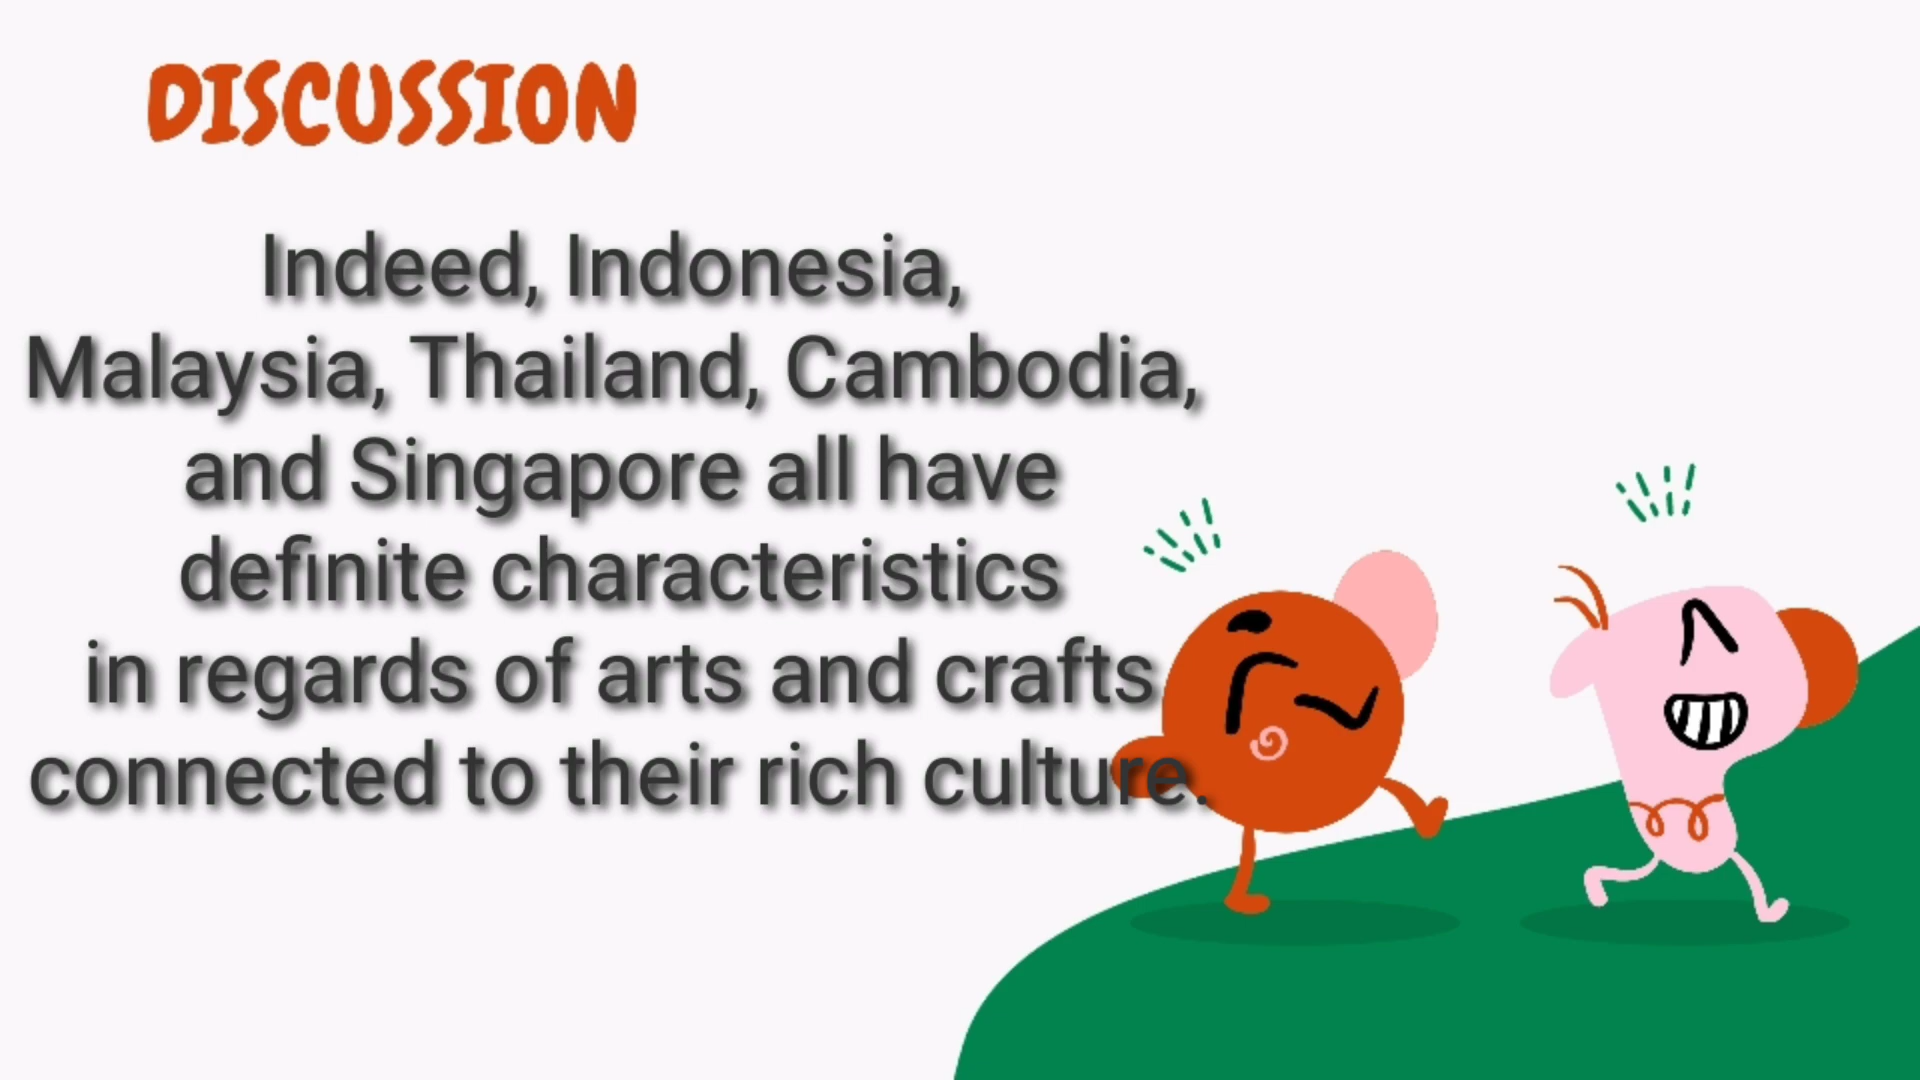 DISCUSSION
Indeed, Indonesia,
Malaysia, Thailand, Cambodia,
and Singapore all have
definite characteristics
in regards of arts and crafts
connected to their rich culture.